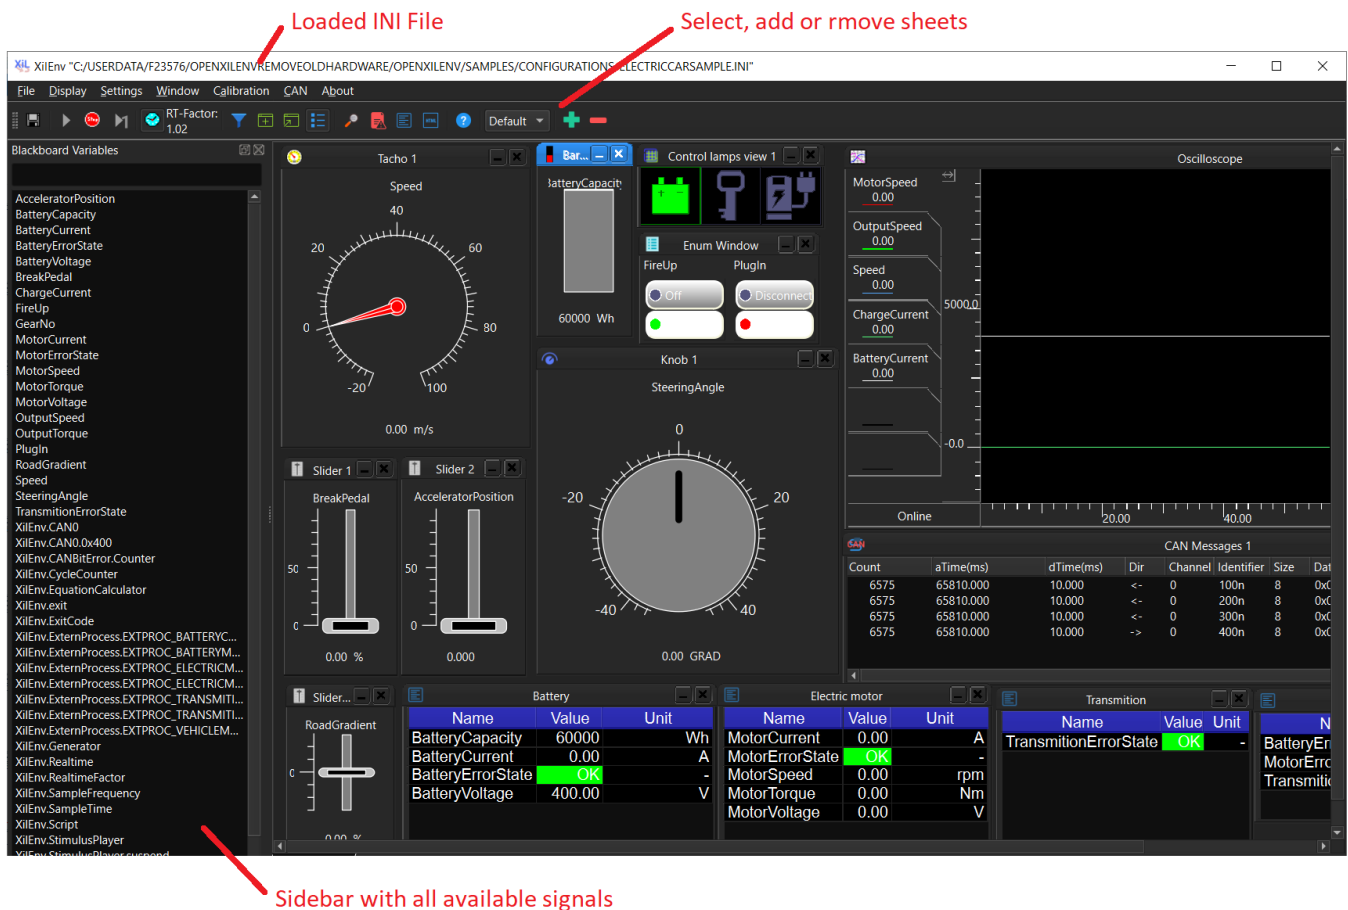 Loaded INI File
Select, add or rmove sheets
XilEnv "C:/USERDATA/F23576/OPENXILENVREMOVEOLDHARDWARE/OPENXILENV/SAMPLES/CONFIGURATIONS ELECTRICCARSAMPLE.INI"
File Display Settings Window Calibration CAN About
RT-Factor:
1.02
Default
Blackboard Variables
AcceleratorPosition
BatteryCapacity
BatteryCurrent
BatteryErrorState
BatteryVoltage
BreakPedal
ChargeCurrent
FireUp
GearNo
MotorCurrent
MotorErrorState
MotorSpeed
MotorTorque
MotorVoltage
OutputSpeed
OutputTorque
PlugIn
RoadGradient
Speed
SteeringAngle
TransmitionErrorState
XilEnv.CAN0
XilEnv.CAN0.0x400
XilEnv.CANBitError.Counter
XilEnv.CycleCounter
XilEnv.EquationCalculator
XilEnv.exit
XilEnv.ExitCode
XilEnv.ExternProcess.EXTPROC_BATTERYC...
XilEnv.ExternProcess.EXTPROC_BATTERYM...
XilEnv.ExternProcess.EXTPROC_ELECTRICM...
XilEnv.ExternProcess.EXTPROC_ELECTRICM...
XilEnv.ExternProcess.EXTPROC_TRANSMITI...
XilEnv.ExternProcess.EXTPROC_TRANSMITI...
XilEnv.ExternProcess.EXTPROC_VEHICLEM...
XilEnv.Generator
XilEnv.Realtime
XilEnv.RealtimeFactor
XilEnv.SampleFrequency
XilEnv.SampleTime
XilEnv.Script
XilEnv.StimulusPlayer
XilEnv.StimulusPlayer.suspend
Tacho 1
Speed
40
20 60
0 80
-20 100
0.00 m/s
Bar...
BatteryCapacit
60000 Wh
Control lamps view 1
Enum Window
FireUp PlugIn
Off Disconnect
Knob 1
SteeringAngle
0
-20 20
-40 40
0.00 GRAD
Slider 1
BreakPedal
50
0
0.00 %
Slider 2
AcceleratorPosition
50
0
0.000
Slider...
RoadGradient
0
0.00 %
Oscilloscope
MotorSpeed
0.00
OutputSpeed
0.00
Speed
0.00
ChargeCurrent
0.00
BatteryCurrent
0.00
5000.0
-0.0
Online
20.00 40.00
CAN Messages 1
Count aTime(ms) dTime(ms) Dir Channel Identifier Size Dat
6575 65810.000 10.000 <- 0 100n 8 0x0
6575 65810.000 10.000 <- 0 200n 8 0x0
6575 65810.000 10.000 <- 0 300n 8 0x0
6575 65810.000 10.000 -> 0 400n 8 0x0
Battery
Name Value Unit
BatteryCapacity 60000 Wh
BatteryCurrent 0.00 A
BatteryErrorState OK -
BatteryVoltage 400.00 V
Electric motor
Name Value Unit
MotorCurrent 0.00 A
MotorErrorState OK -
MotorSpeed 0.00 rpm
MotorTorque 0.00 Nm
MotorVoltage 0.00 V
Transmition
Name Value Unit
TransmitionErrorState OK -
N
BatteryErr
MotorErro
Transmitio
Sidebar with all available signals